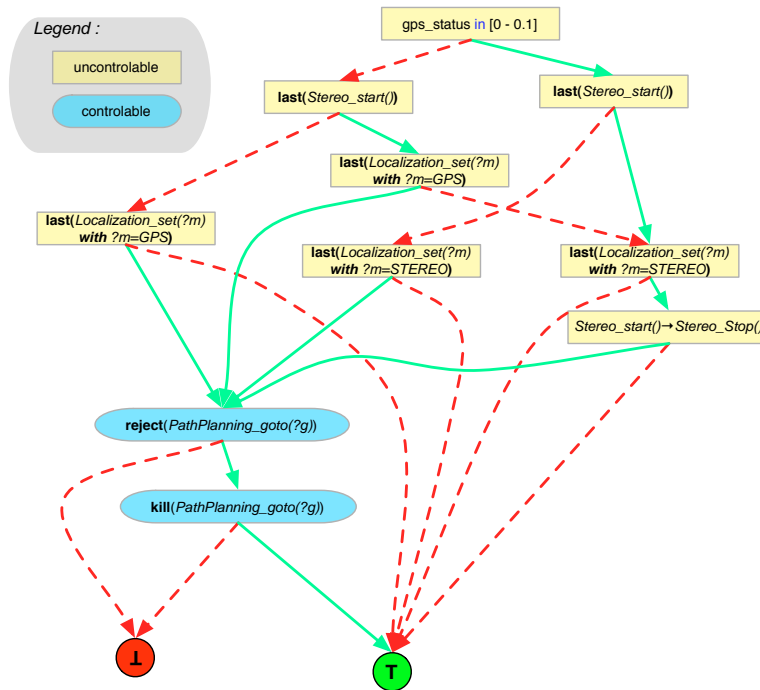 Legend :
uncontrolable
controlable
gps_status in [0 - 0.1]
last(Stereo_start())
last(Stereo_start())
last(Localization_set(?m)
with ?m=GPS)
last(Localization_set(?m)
with ?m=GPS)
last(Localization_set(?m)
with ?m=STEREO)
last(Localization_set(?m)
with ?m=STEREO)
Stereo_start()→Stereo_Stop()
reject(PathPlanning_goto(?g))
kill(PathPlanning_goto(?g))
⊥
T